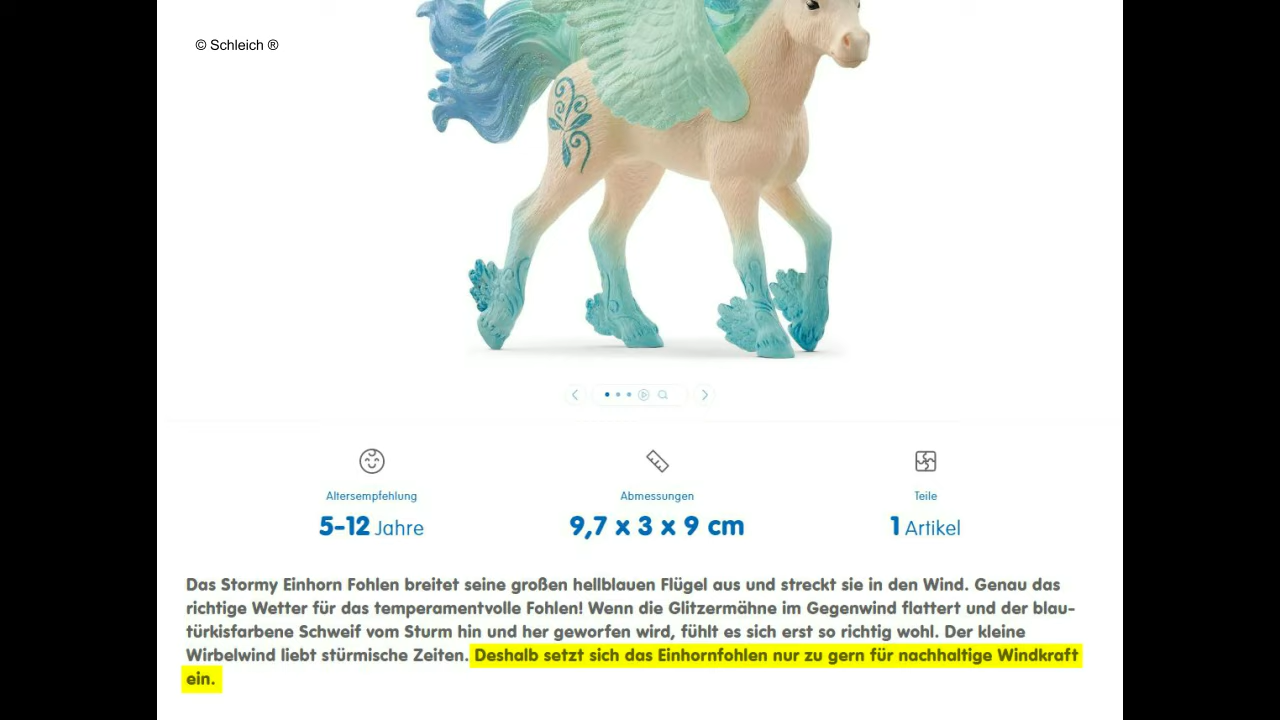 © Schleich ®
Altersempfehlung
5-12 Jahre
Abmessungen
9,7 x 3 x 9 cm
Teile
1 Artikel
Das Stormy Einhorn Fohlen breitet seine großen hellblauen Flügel aus und streckt sie in den Wind. Genau das
richtige Wetter für das temperamentvolle Fohlen! Wenn die Glitzermähne im Gegenwind flattert und der blau-
türkisfarbene Schweif vom Sturm hin und her geworfen wird, fühlt es sich erst so richtig wohl. Der kleine
Wirbelwind liebt stürmische Zeiten. Deshalb setzt sich das Einhornfohlen nur zu gern für nachhaltige Windkraft
ein.